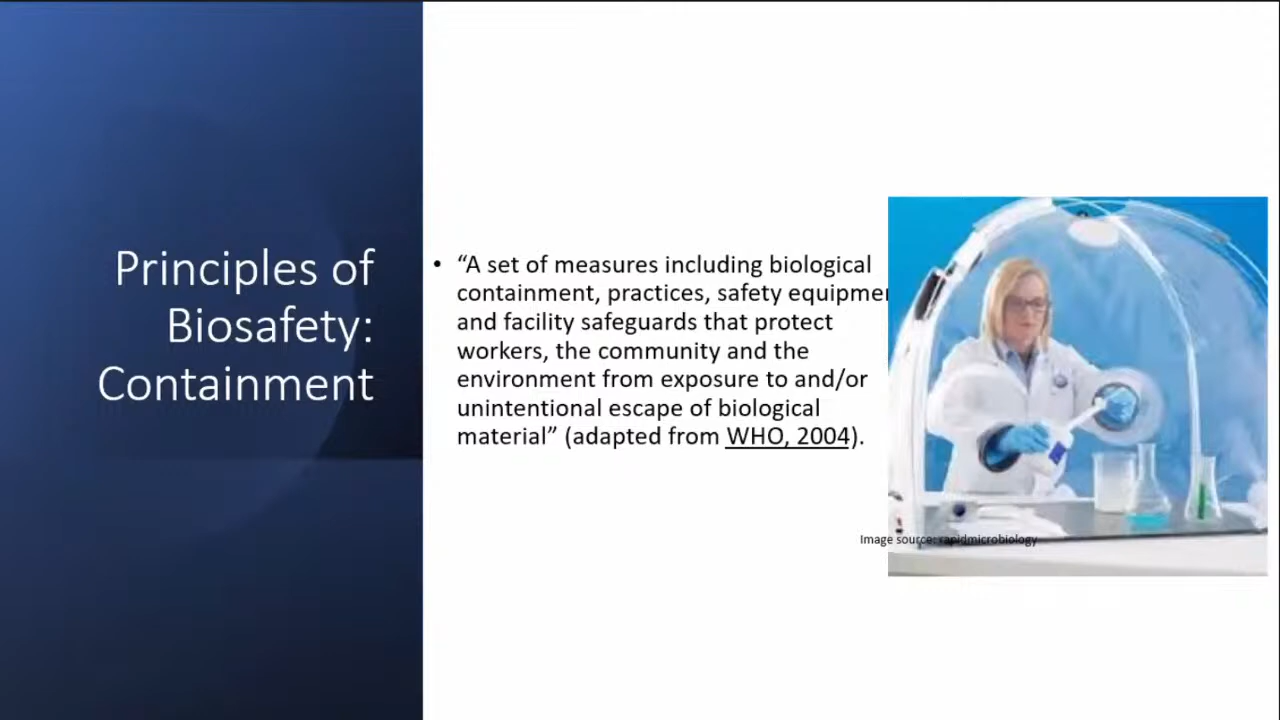 Principles of
Biosafety:
Containment
• “A set of measures including biological
containment, practices, safety equipmen
and facility safeguards that protect
workers, the community and the
environment from exposure to and/or
unintentional escape of biological
material” (adapted from WHO, 2004).
Image source: rapidmicrobiology